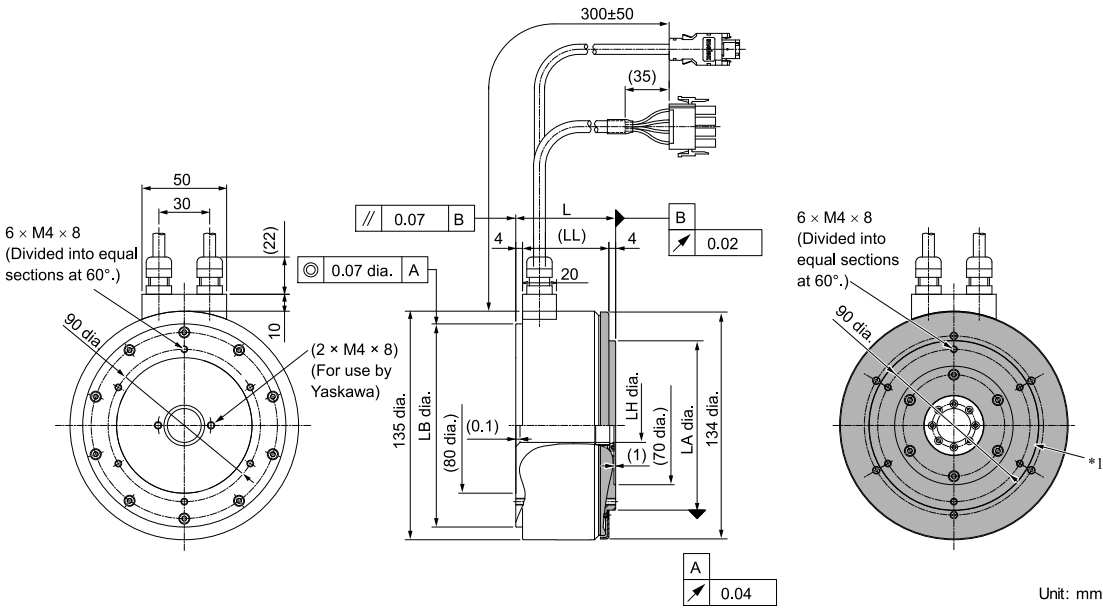 300±50
(35)
50
30
(22)
10
6 × M4 × 8
(Divided into equal
sections at 60°.)
90 dia.
(2 × M4 × 8)
(For use by
Yaskawa)
// 0.07 B
L
B
0.02
4
(LL)
4
◎ 0.07 dia. A
20
135 dia.
LB dia.
(80 dia.)
(0.1)
LH dia.
(1)
(70 dia.)
LA dia.
134 dia.
A
0.04
6 × M4 × 8
(Divided into
equal sections
at 60°.)
90 dia.
*1
Unit: mm